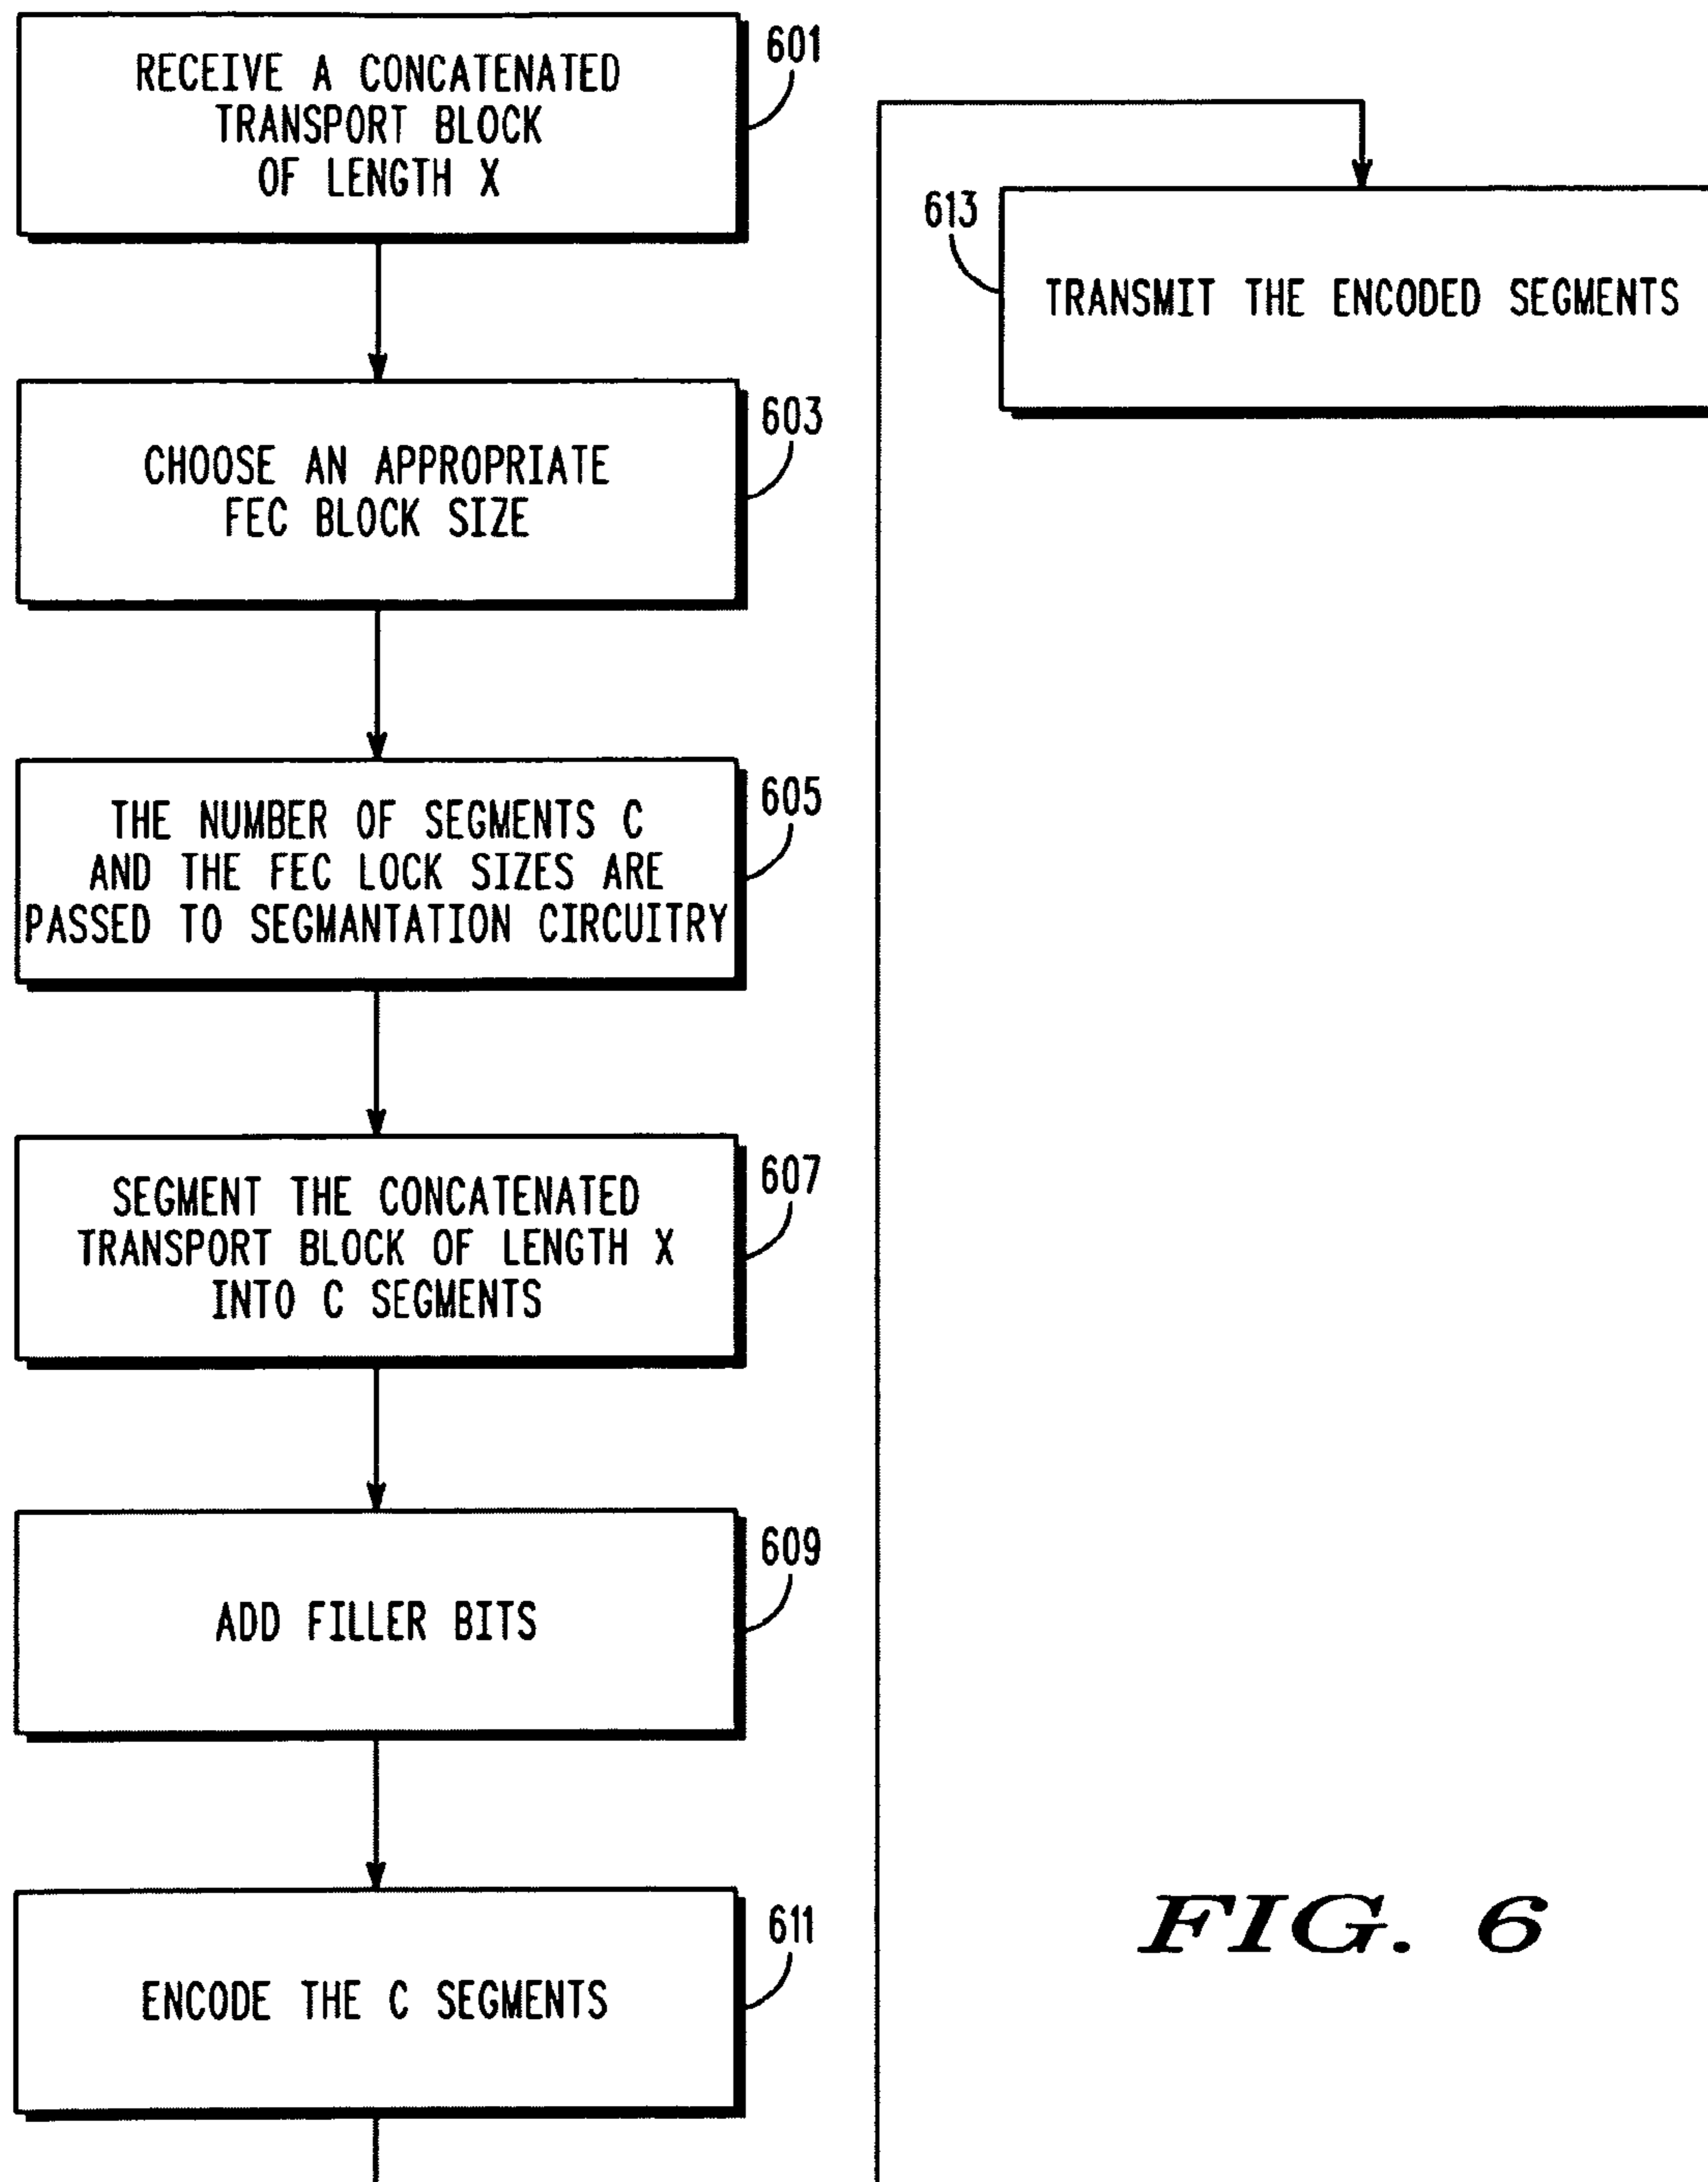 RECEIVE A CONCATENATED
TRANSPORT BLOCK
OF LENGTH X
601
CHOOSE AN APPROPRIATE
FEC BLOCK SIZE
603
THE NUMBER OF SEGMENTS C
AND THE FEC LOCK SIZES ARE
PASSED TO SEGMANTATION CIRCUITRY
605
SEGMENT THE CONCATENATED
TRANSPORT BLOCK OF LENGTH X
INTO C SEGMENTS
607
ADD FILLER BITS
609
ENCODE THE C SEGMENTS
611
613
TRANSMIT THE ENCODED SEGMENTS
FIG. 6